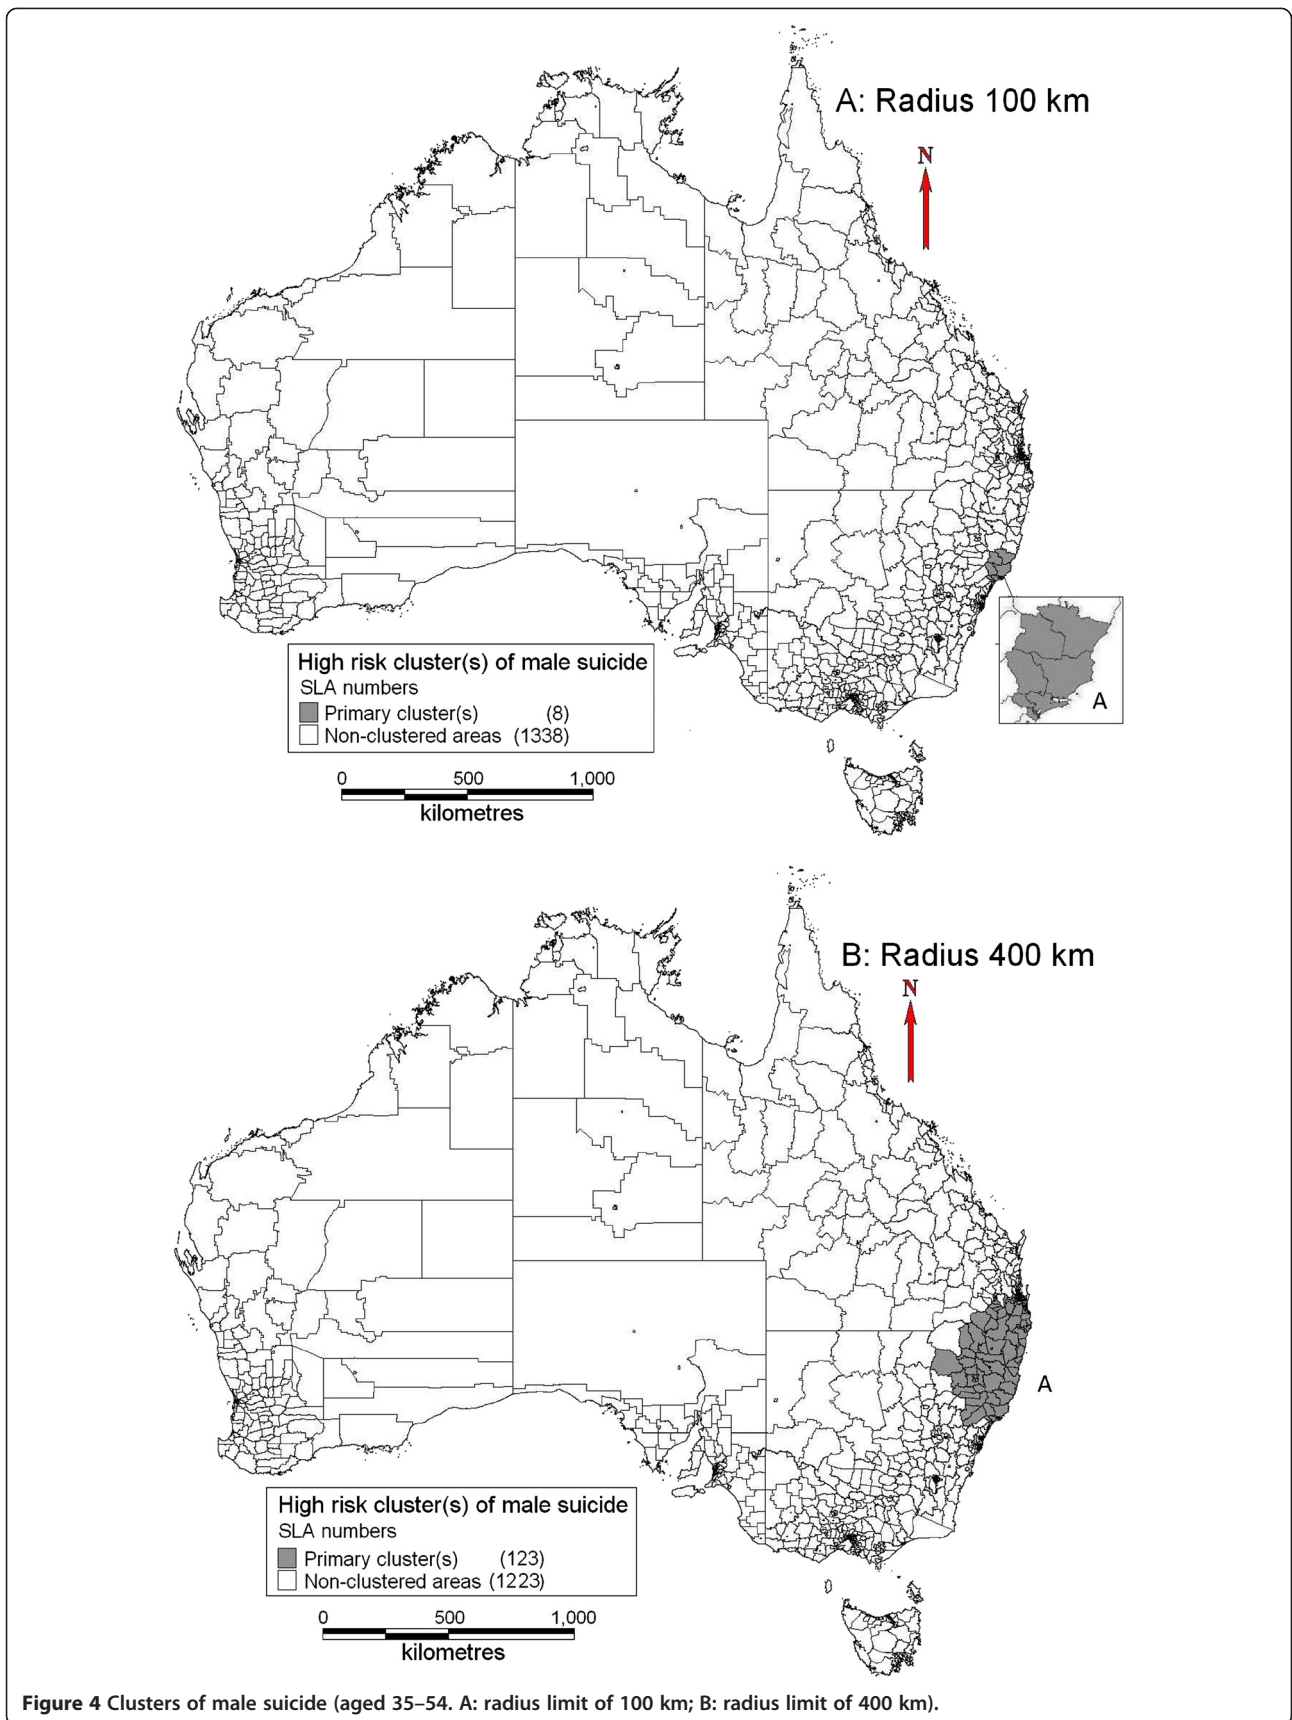 A: Radius 100 km
N
A
High risk cluster(s) of male suicide
SLA numbers
Primary cluster(s) (8)
Non-clustered areas (1338)
0 500 1,000
kilometres
B: Radius 400 km
N
A
High risk cluster(s) of male suicide
SLA numbers
Primary cluster(s) (123)
Non-clustered areas (1223)
0 500 1,000
kilometres
Figure 4 Clusters of male suicide (aged 35–54. A: radius limit of 100 km; B: radius limit of 400 km).